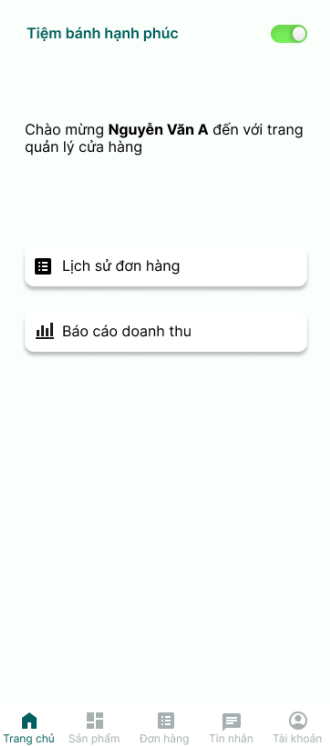 Tiệm bánh hạnh phúc
Chào mừng Nguyễn Văn A đến với trang
quản lý cửa hàng
Lịch sử đơn hàng
Báo cáo doanh thu
Trang chủ Sản phẩm Đơn hàng Tin nhắn Tài khoản